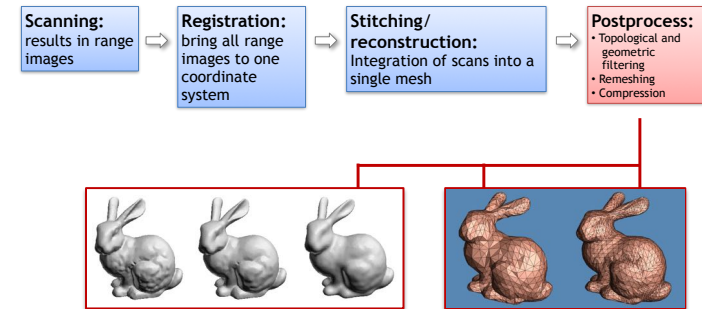 Scanning:
results in range
images
Registration:
bring all range
images to one
coordinate
system
Stitching/
reconstruction:
Integration of scans into a
single mesh
Postprocess:
• Topological and
geometric
filtering
• Remeshing
• Compression